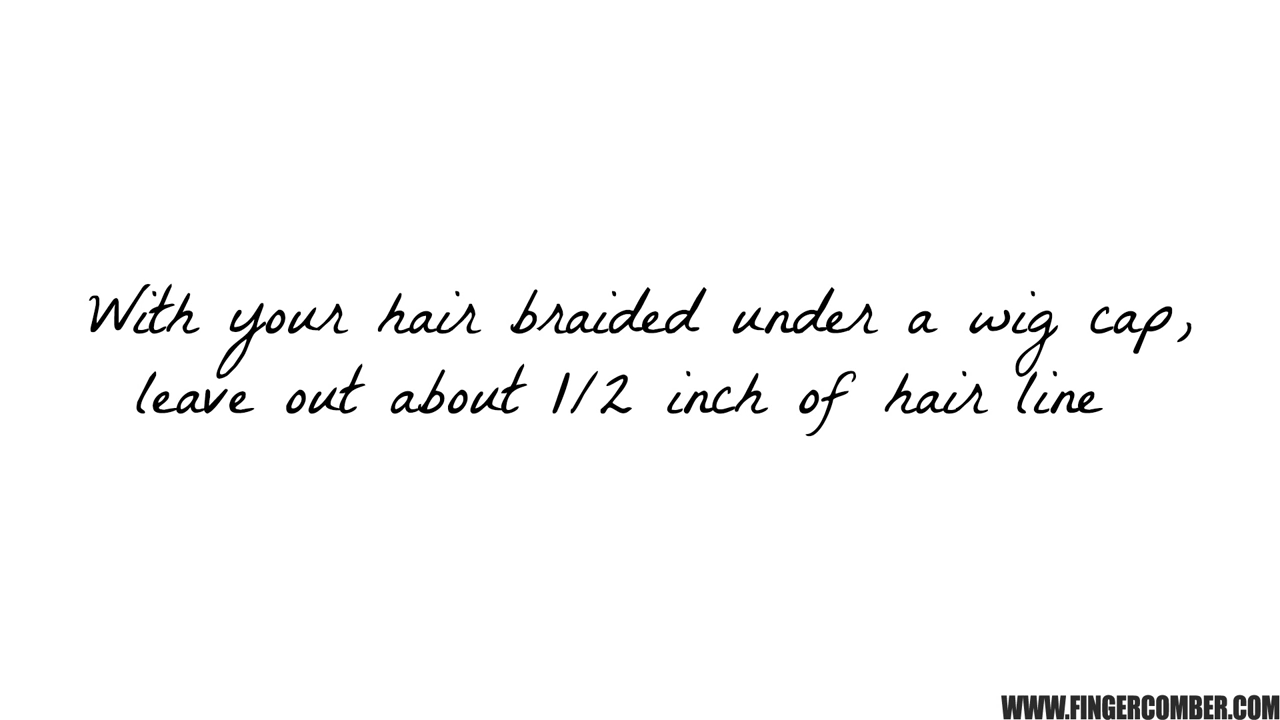 With your hair braided under a wig cap,
leave out about 1/2 inch of hair line
WWW.FINGERCOMBER.COM